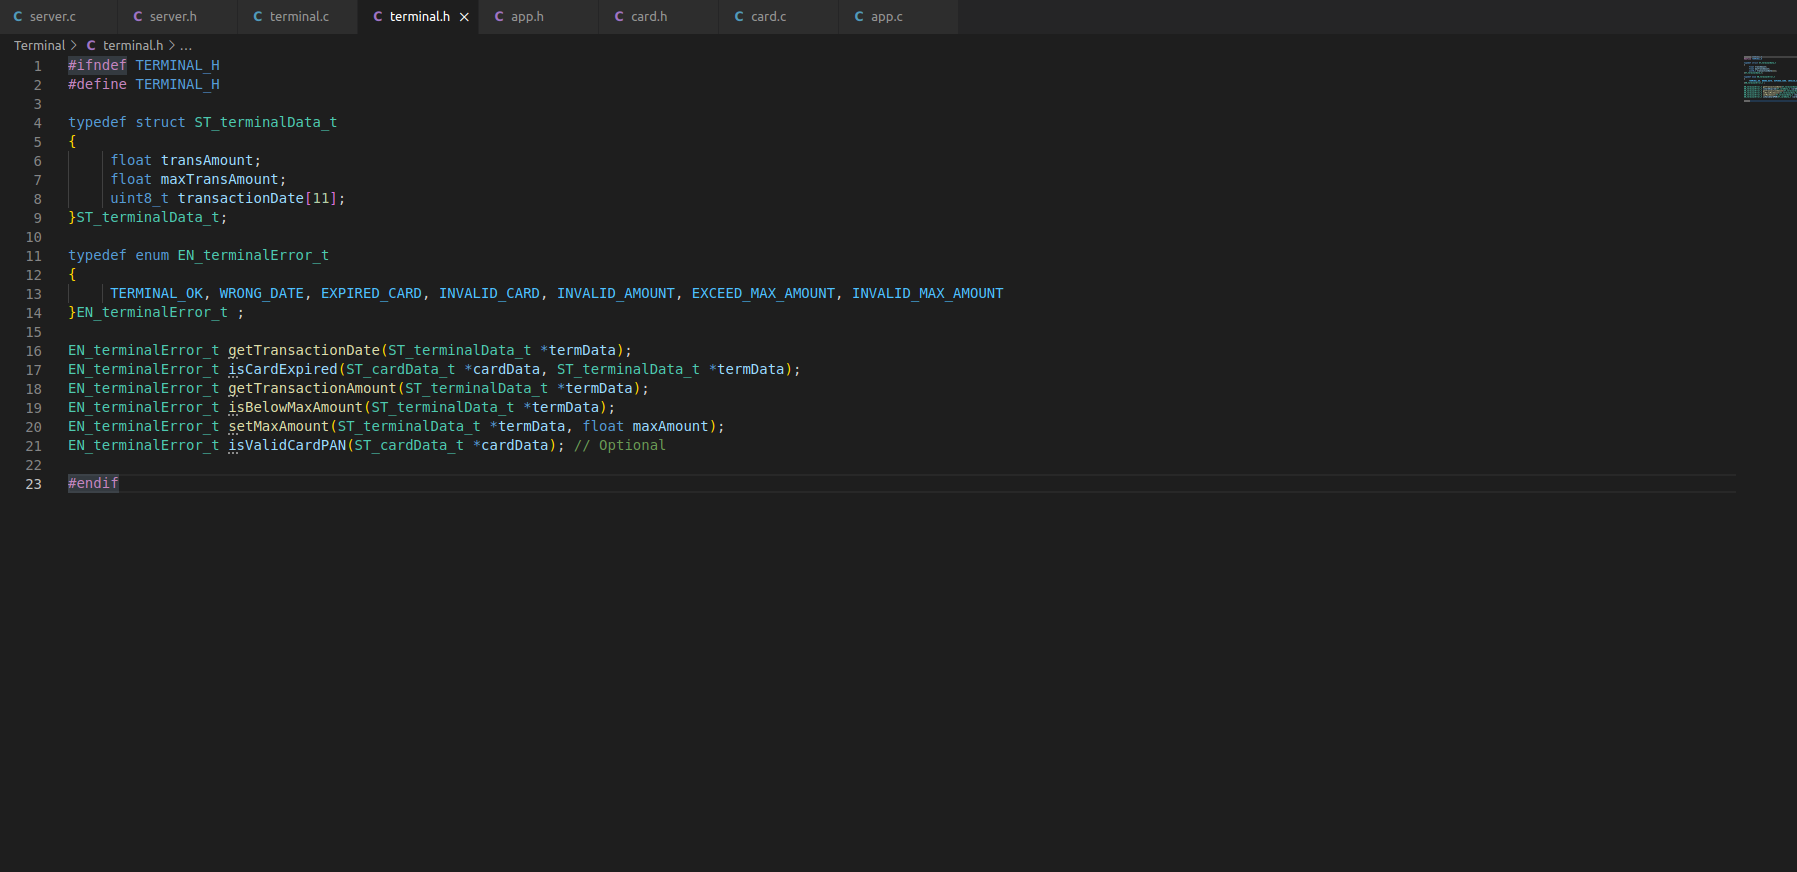 C server.c C server.h C terminal.c C terminal.h × C app.h C card.h C card.c C app.c
Terminal > C terminal.h > ...
1 #ifndef TERMINAL_H
2 #define TERMINAL_H
3
4 typedef struct ST_terminalData_t
5 {
6 float transAmount;
7 float maxTransAmount;
8 uint8_t transactionDate[11];
9 }ST_terminalData_t;
10
11 typedef enum EN_terminalError_t
12 {
13 TERMINAL_OK, WRONG_DATE, EXPIRED_CARD, INVALID_CARD, INVALID_AMOUNT, EXCEED_MAX_AMOUNT, INVALID_MAX_AMOUNT
14 }EN_terminalError_t ;
15
16 EN_terminalError_t getTransactionDate(ST_terminalData_t *termData);
17 EN_terminalError_t isCardExpired(ST_cardData_t *cardData, ST_terminalData_t *termData);
18 EN_terminalError_t getTransactionAmount(ST_terminalData_t *termData);
19 EN_terminalError_t isBelowMaxAmount(ST_terminalData_t *termData);
20 EN_terminalError_t setMaxAmount(ST_terminalData_t *termData, float maxAmount);
21 EN_terminalError_t isValidCardPAN(ST_cardData_t *cardData); // Optional
22
23 #endif